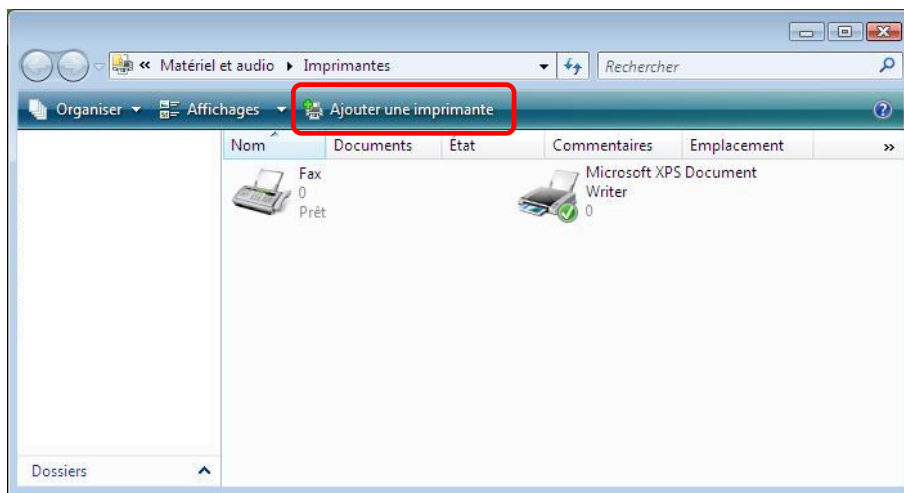 « Matériel et audio Imprimantes
Rechercher
Organiser Affichages Ajouter une imprimante
Nom Documents État Commentaires Emplacement »
Fax
0
Prêt
Microsoft XPS Document
Writer
0
Dossiers